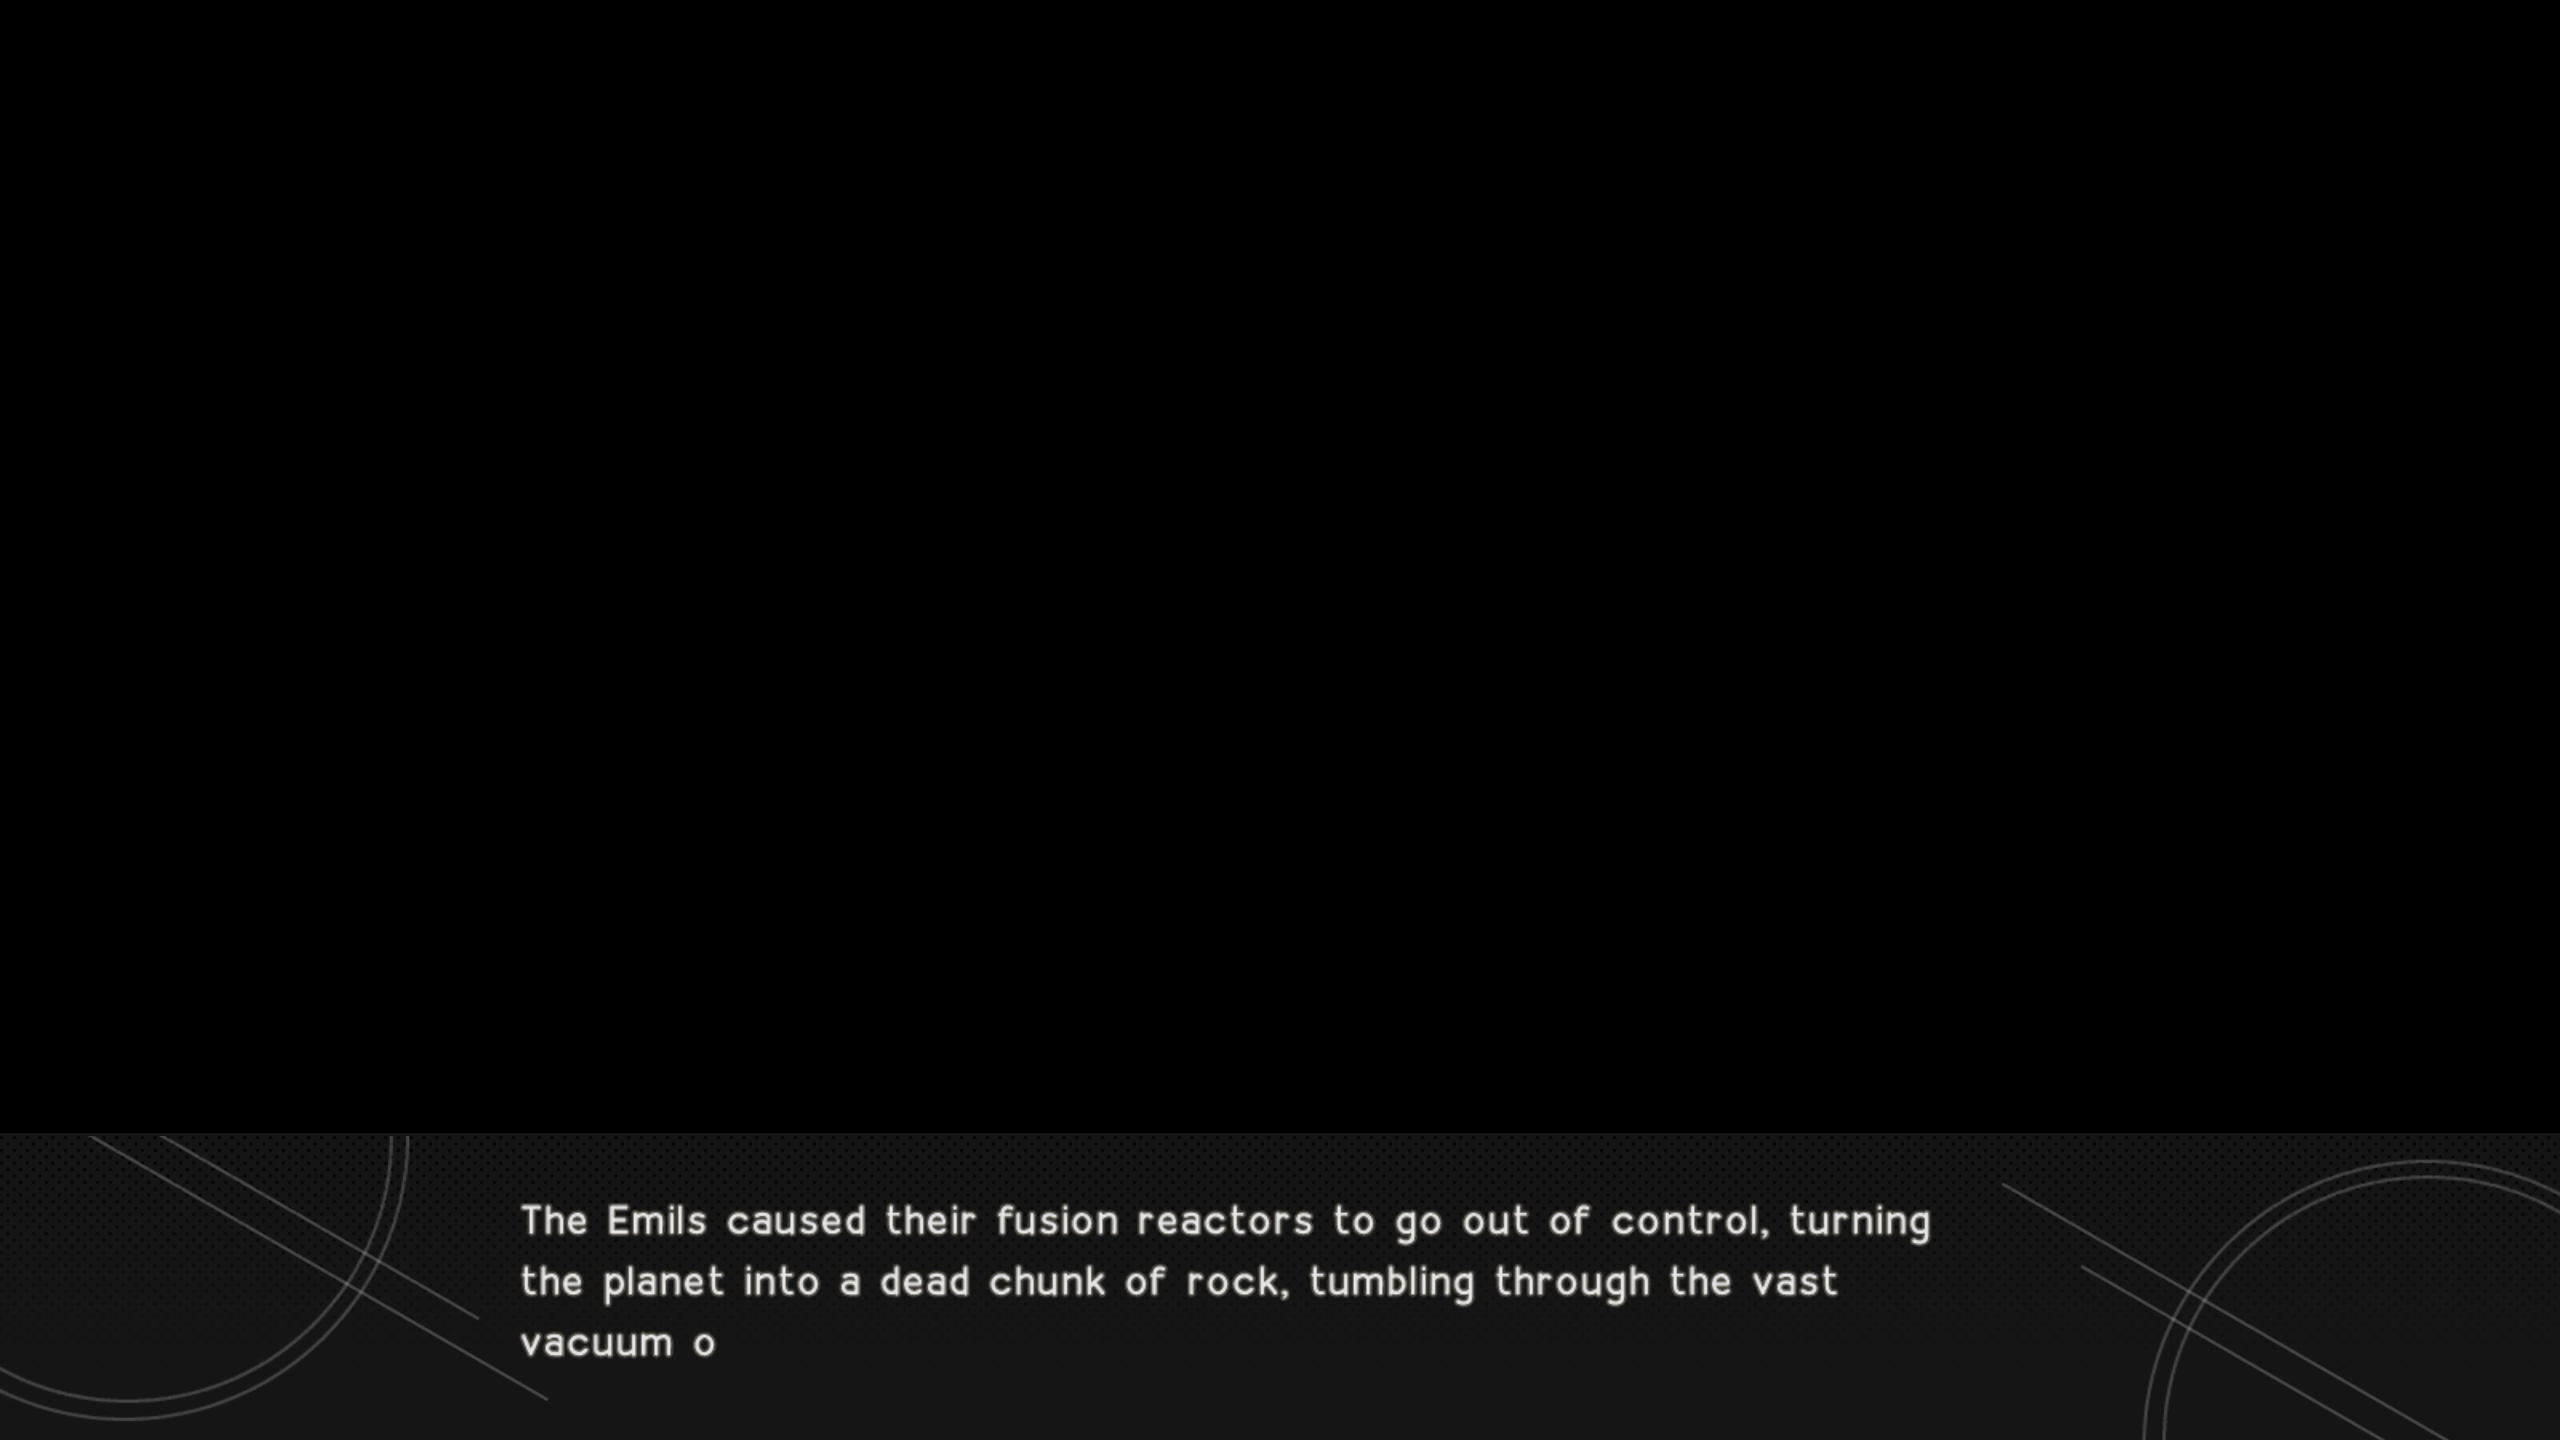 The Emils caused their fusion reactors to go out of control, turning
the planet into a dead chunk of rock, tumbling through the vast
vacuum o